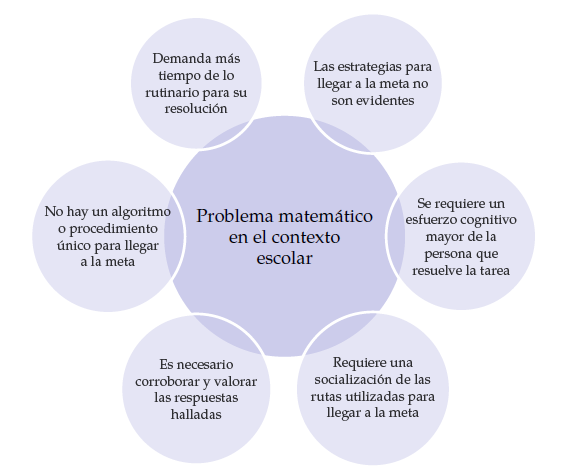 Demanda más
tiempo de lo
rutinario para su
resolución
Las estrategias para
llegar a la meta no
son evidentes
No hay un algoritmo
o procedimiento
único para llegar
a la meta
Problema matemático
en el contexto
escolar
Se requiere un
esfuerzo cognitivo
mayor de la
persona que
resuelve la tarea
Es necesario
corroborar y valorar
las respuestas
halladas
Requiere una
socialización de las
rutas utilizadas para
llegar a la meta